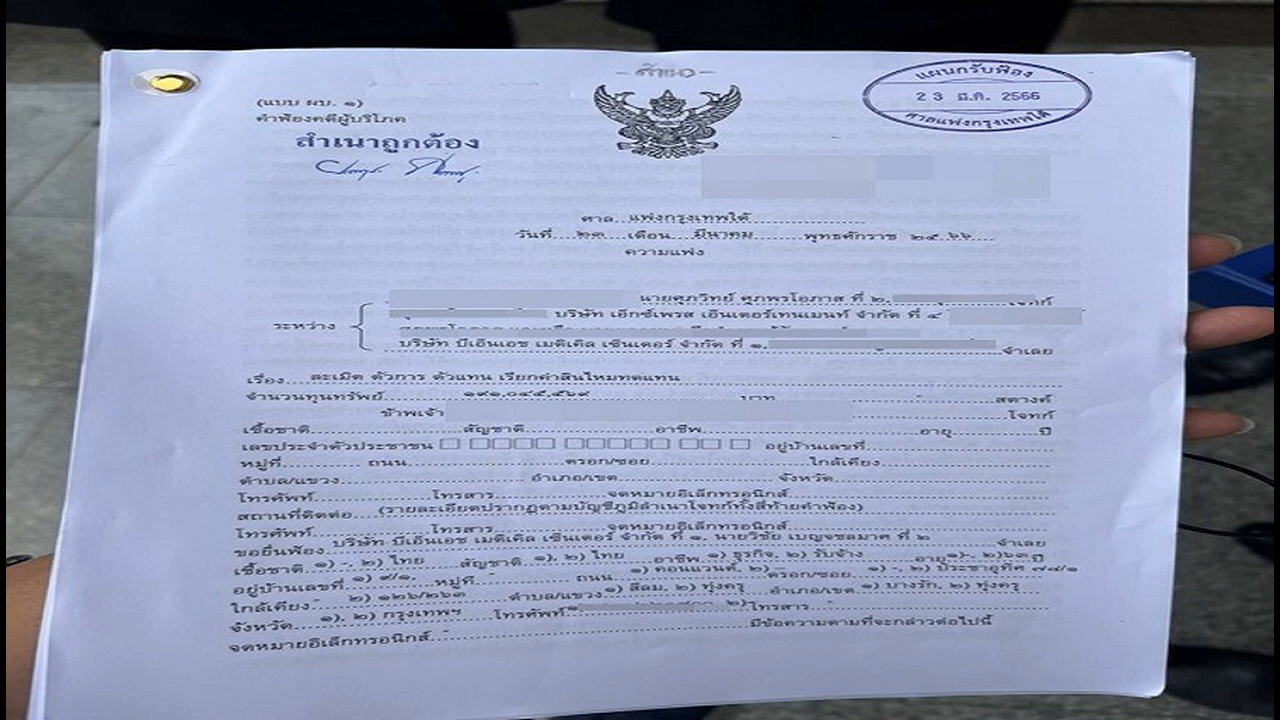 - สำเนา -
แผนกรับฟ้อง
23 มี.ค. 2566
ศาลแพ่งกรุงเทพใต้
(แบบ ผบ. ๑)
คำฟ้องคดีผู้บริโภค
สำเนาถูกต้อง
ศาล แพ่งกรุงเทพใต้
วันที่ ๒๓ เดือน มีนาคม พุทธศักราช ๒๕๖๖
ความแพ่ง
นายศุภวิทย์ ศุภพรโอภาส ที่ ๒. โจทก์
ระหว่าง
บริษัท เอ็กซ์เพรส เอ็นเตอร์เทนเมนท์ จำกัด ที่ ๔
บริษัท บีเอ็นเอช เมดิเคิล เซ็นเตอร์ จำกัด ที่ ๑. จำเลย
เรื่อง ละเมิด ตัวการ ตัวแทน เรียกค่าสินไหมทดแทน
จำนวนทุนทรัพย์ ๑๙๑,๐๔๕,๕๖๙ บาท - สตางค์
ข้าพเจ้า โจทก์
เชื้อชาติ สัญชาติ อาชีพ อายุ ปี
เลขประจำตัวประชาชน อยู่บ้านเลขที่
หมู่ที่ ถนน ตรอก/ซอย ใกล้เคียง
ตำบล/แขวง อำเภอ/เขต จังหวัด
โทรศัพท์ โทรสาร จดหมายอิเล็กทรอนิกส์
สถานที่ติดต่อ (รายละเอียดปรากฏตามบัญชีภูมิลำเนาโจทก์ทั้งสี่ท้ายคำฟ้อง)
โทรศัพท์ โทรสาร จดหมายอิเล็กทรอนิกส์
ขอยื่นฟ้อง บริษัท บีเอ็นเอช เมดิเคิล เซ็นเตอร์ จำกัด ที่ ๑. นายวิชัย เบญจชลมาศ ที่ ๒ จำเลย
เชื้อชาติ ๑) -. ๒) ไทย สัญชาติ ๑). ๒) ไทย อาชีพ ๑) ธุรกิจ. ๒) รับจ้าง อายุ ๑)-. ๒)๖๓ ปี
อยู่บ้านเลขที่ ๑) ๙/๑. หมู่ที่ - ถนน ๑) คอนแวนต์. ๒) - ตรอก/ซอย ๑) -. ๒) ประชาอุทิศ ๗๙/๑
ใกล้เคียง - ๒) ๑๒๖/๒๖๓ ตำบล/แขวง ๑) สีลม. ๒) ทุ่งครุ อำเภอ/เขต ๑) บางรัก. ๒) ทุ่งครุ
จังหวัด ๑). ๒) กรุงเทพฯ โทรศัพท์ โทรสาร -
จดหมายอิเล็กทรอนิกส์ - มีข้อความตามที่จะกล่าวต่อไปนี้